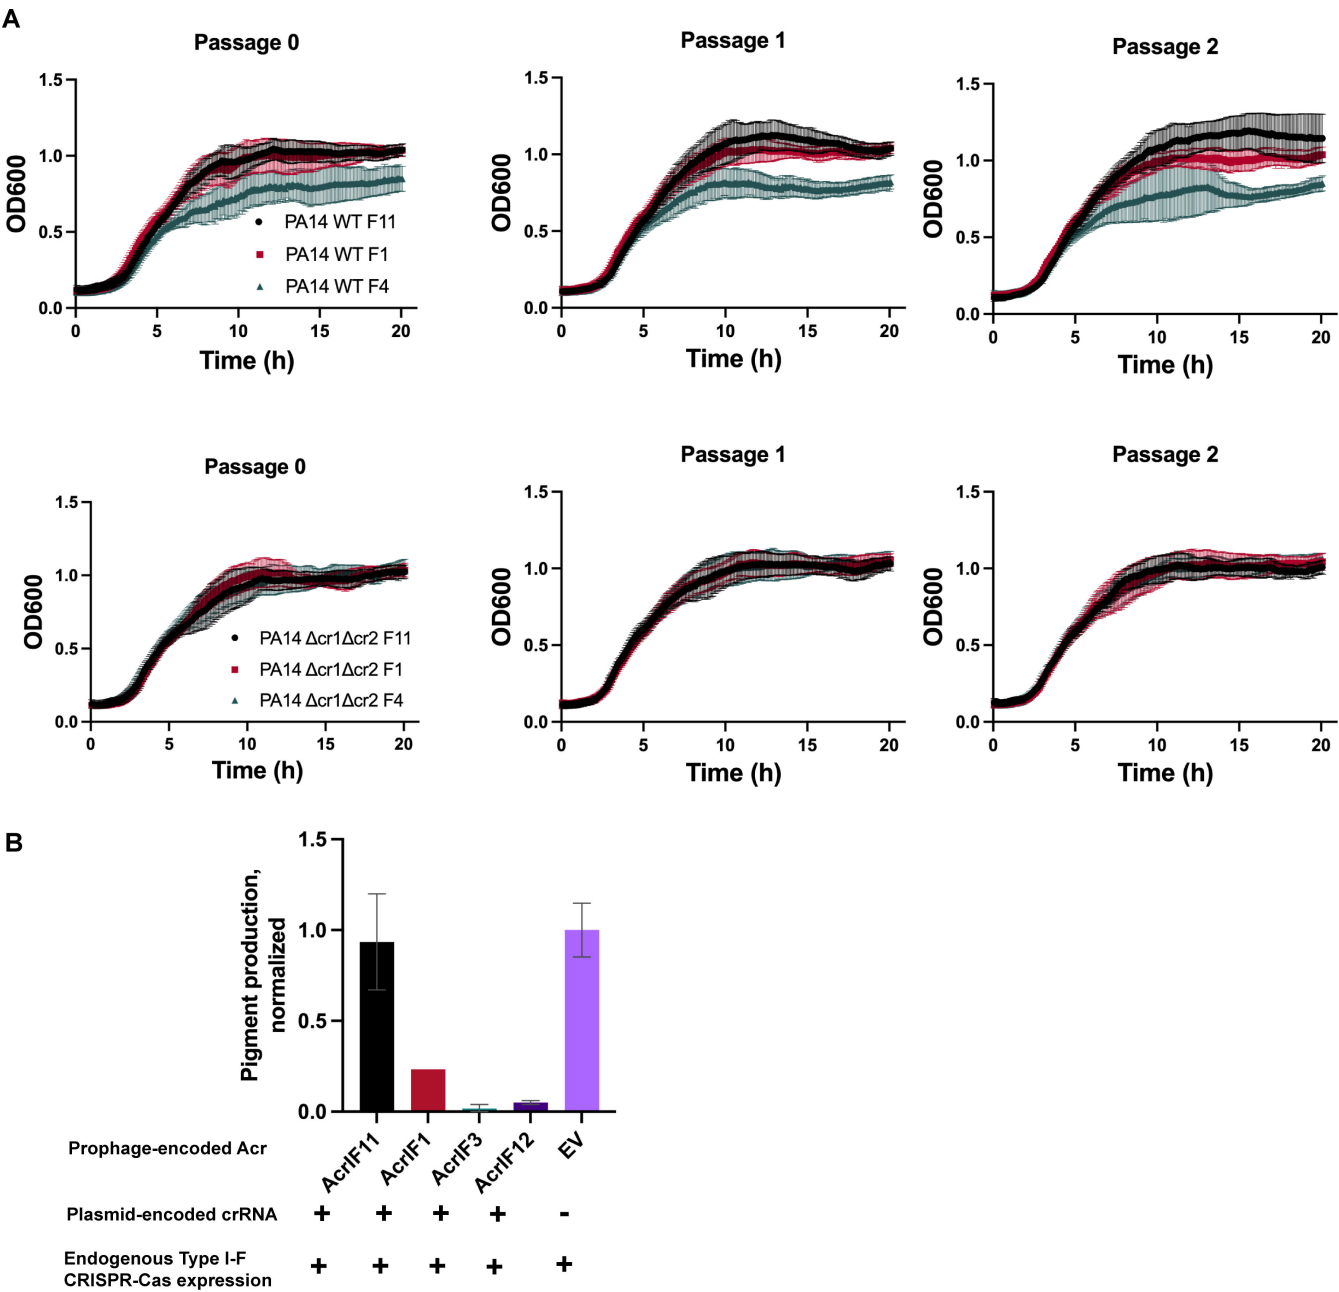 A
Passage 0
Passage 1
Passage 2
1.5
1.0
0.5
0.0
OD600
PA14 WT F11
PA14 WT F1
PA14 WT F4
0 5 10 15 20
Time (h)
1.5
1.0
0.5
0.0
OD600
0 5 10 15 20
Time (h)
1.5
1.0
0.5
0.0
OD600
0 5 10 15 20
Time (h)
Passage 0
Passage 1
Passage 2
1.5
1.0
0.5
0.0
OD600
PA14 Δcr1Δcr2 F11
PA14 Δcr1Δcr2 F1
PA14 Δcr1Δcr2 F4
0 5 10 15 20
Time (h)
1.5
1.0
0.5
0.0
OD600
0 5 10 15 20
Time (h)
1.5
1.0
0.5
0.0
OD600
0 5 10 15 20
Time (h)
B
Pigment production,
normalized
1.5
1.0
0.5
0.0
Prophage-encoded Acr
AcrIF11 AcrIF1 AcrIF3 AcrIF12 EV
Plasmid-encoded crRNA + + + + -
Endogenous Type I-F
CRISPR-Cas expression + + + + +